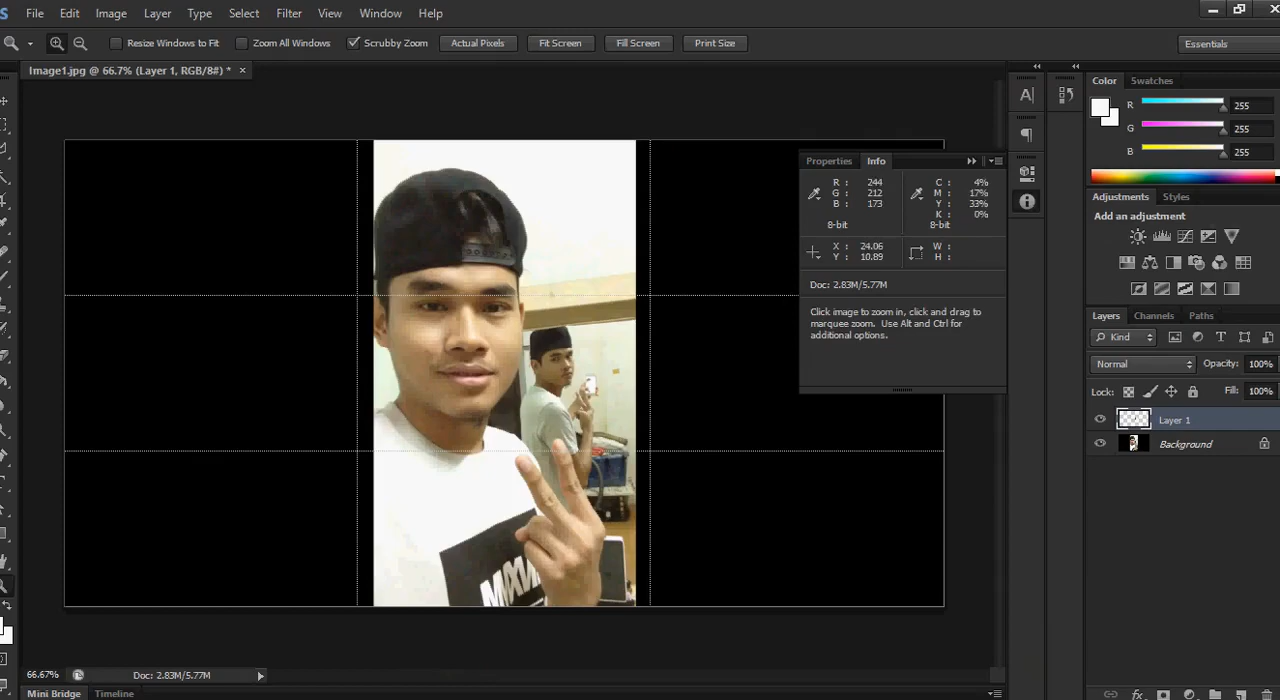 S File Edit Image Layer Type Select Filter View Window Help
Resize Windows to Fit Zoom All Windows Scrubby Zoom Actual Pixels Fit Screen Fill Screen Print Size Essentials
Image1.jpg @ 66.7% (Layer 1, RGB/8#) * ×
Color Swatches
R 255
G 255
B 255
Properties Info
R : 244 C : 4%
G : 212 M : 17%
B : 173 Y : 33%
K : 0%
8-bit 8-bit
X : 24.06 W :
Y : 10.89 H :
Doc: 2.83M/5.77M
Click image to zoom in, click and drag to
marquee zoom. Use Alt and Ctrl for
additional options.
Adjustments Styles
Add an adjustment
Layers Channels Paths
Kind
Normal Opacity: 100%
Lock: Fill: 100%
Layer 1
Background
66.67% Doc: 2.83M/5.77M
Mini Bridge Timeline